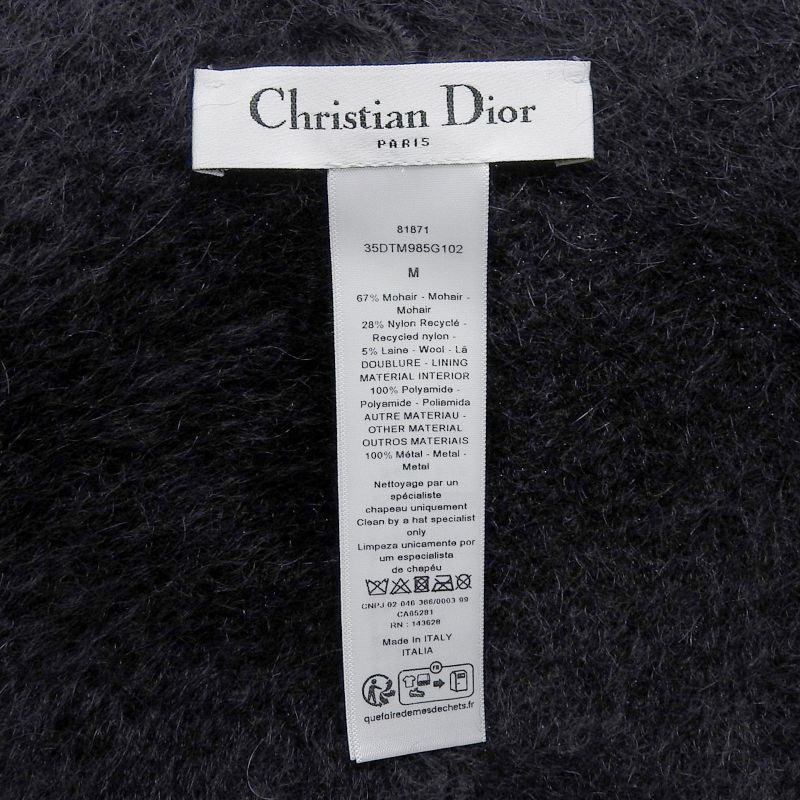 Christian Dior
PARIS
81871
35DTM985G102
M
67% Mohair - Mohair -
Mohair
28% Nylon Recyclé -
Recycled nylon -
5% Laine - Wool - Lã
DOUBLURE - LINING
MATERIAL INTERIOR
100% Polyamide -
Polyamide - Poliamida
AUTRE MATERIAU -
OTHER MATERIAL
OUTROS MATERIAIS
100% Métal - Metal -
Metal
Nettoyage par un
spécialiste
chapeau uniquement
Clean by a hat specialist
only
Limpeza unicamente por
um especialista
de chapéu
CNPJ 02 046 366/0003 99
CA05281
RN : 143628
Made in ITALY
ITALIA
FR
quefairedemesdechets.fr